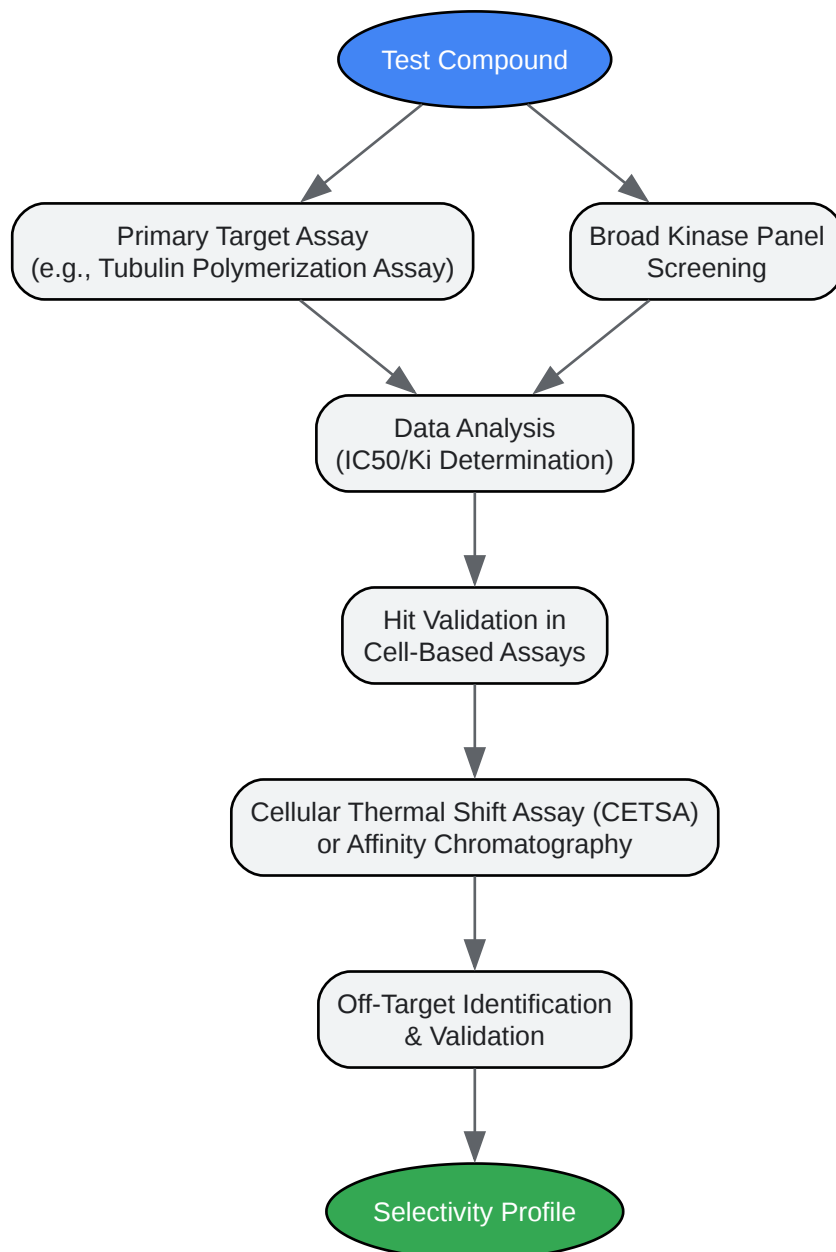 Test Compound
Primary Target Assay
(e.g., Tubulin Polymerization Assay)
Broad Kinase Panel
Screening
Data Analysis
(IC50/Ki Determination)
Hit Validation in
Cell-Based Assays
Cellular Thermal Shift Assay (CETSA)
or Affinity Chromatography
Off-Target Identification
& Validation
Selectivity Profile